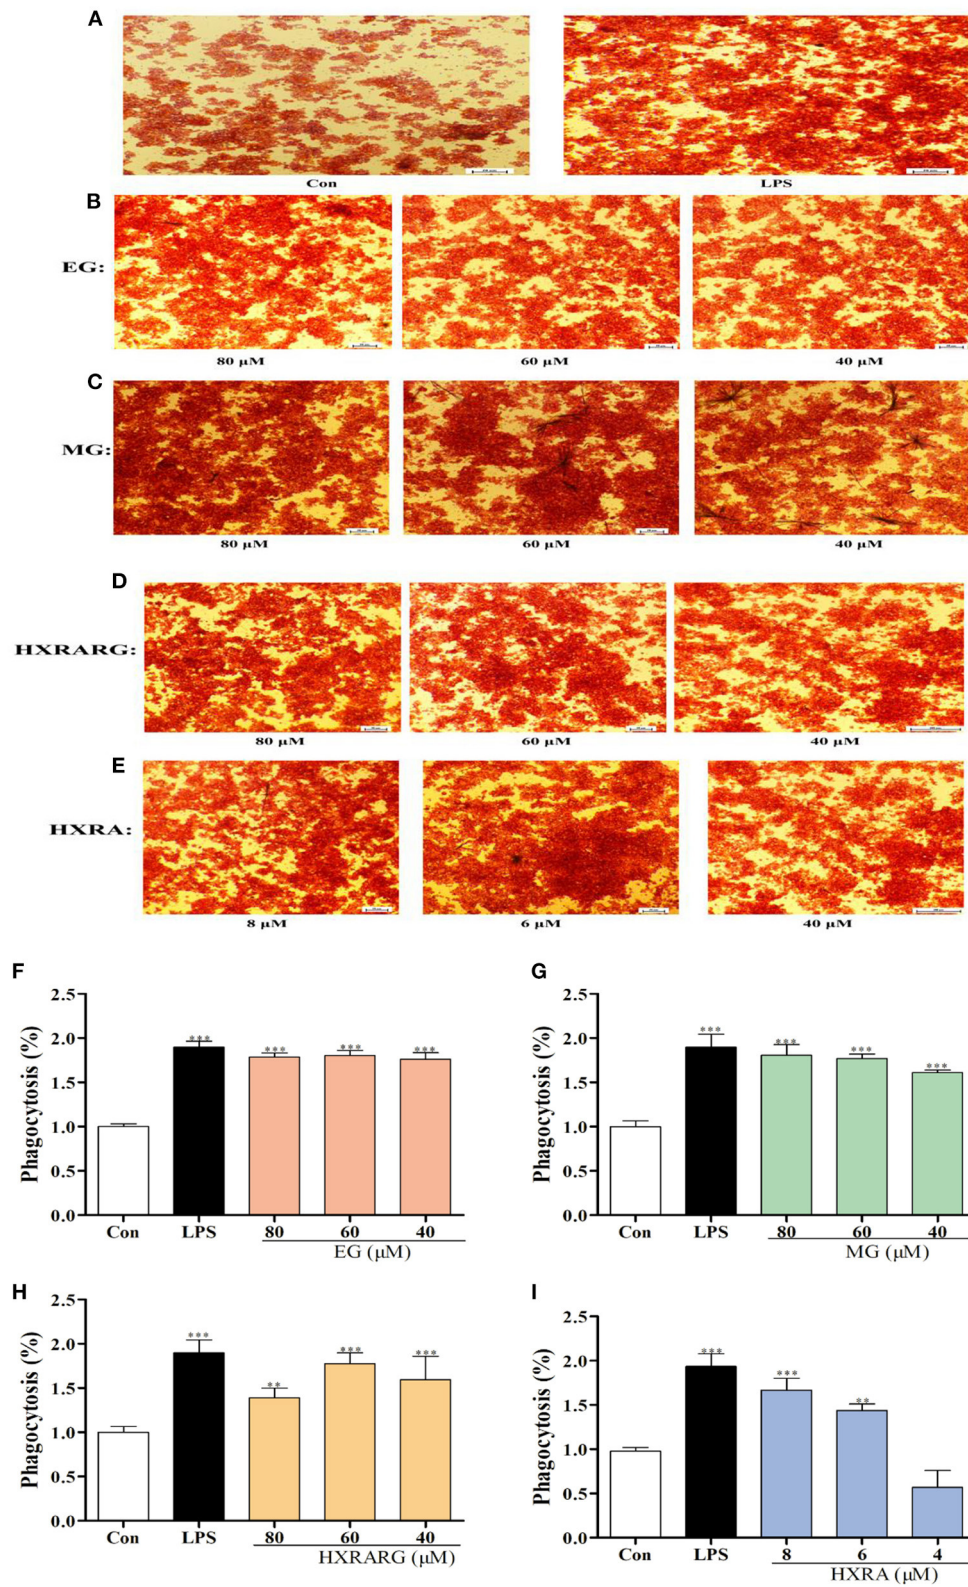 A
Con
LPS
B
EG:
80 μM
60 μM
40 μM
C
MG:
80 μM
60 μM
40 μM
D
HXRARG:
80 μM
60 μM
40 μM
E
HXRA:
8 μM
6 μM
40 μM
F
Phagocytosis (%)
2.5
2.0
1.5
1.0
0.5
0.0
***
***
***
***
Con
LPS
80
60
40
EG (μM)
G
Phagocytosis (%)
2.5
2.0
1.5
1.0
0.5
0.0
***
***
***
***
Con
LPS
80
60
40
MG (μM)
H
Phagocytosis (%)
2.5
2.0
1.5
1.0
0.5
0.0
***
**
***
***
Con
LPS
80
60
40
HXRARG (μM)
I
Phagocytosis (%)
2.5
2.0
1.5
1.0
0.5
0.0
***
***
**
Con
LPS
8
6
4
HXRA (μM)